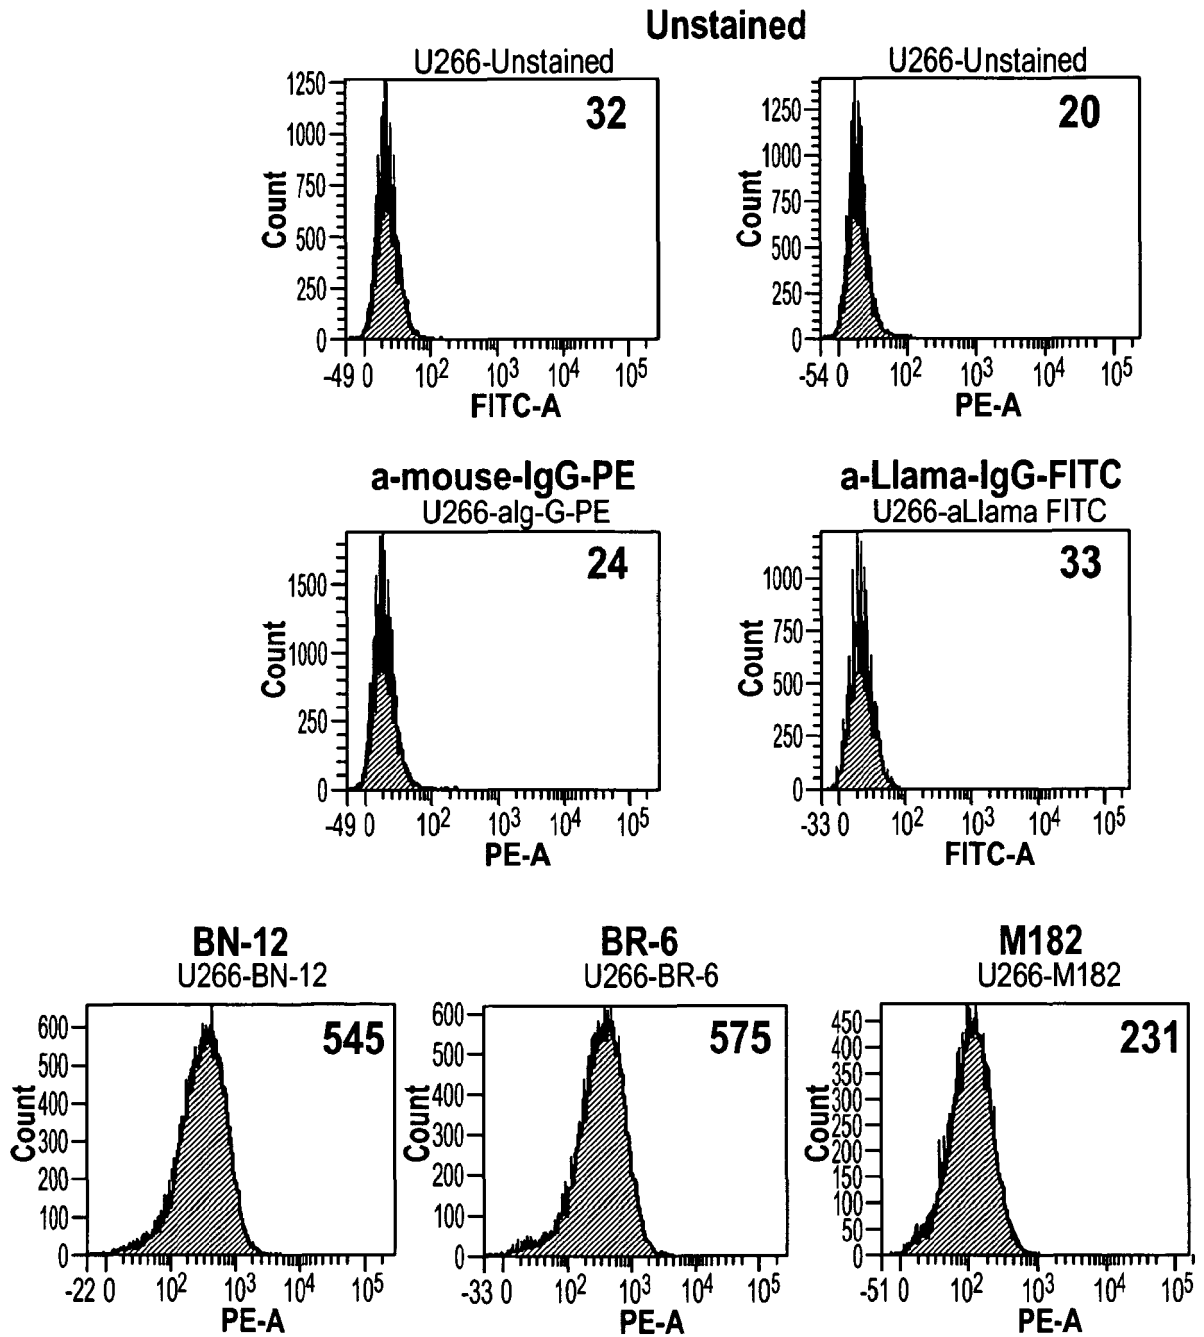 Unstained
U266-Unstained
1250
1000
750
500
250
0
Count
32
-49 0 10² 10³ 10⁴ 10⁵
FITC-A
U266-Unstained
1250
1000
750
500
250
0
Count
20
-54 0 10² 10³ 10⁴ 10⁵
PE-A
a-mouse-IgG-PE
U266-aIg-G-PE
1500
1000
250
0
Count
24
-49 0 10² 10³ 10⁴ 10⁵
PE-A
a-Llama-IgG-FITC
U266-aLlama FITC
1000
750
500
250
0
Count
33
-33 0 10² 10³ 10⁴ 10⁵
FITC-A
BN-12
U266-BN-12
600
500
400
300
200
100
0
Count
545
-22 0 10² 10³ 10⁴ 10⁵
PE-A
BR-6
U266-BR-6
600
500
400
300
200
100
0
Count
575
-33 0 10² 10³ 10⁴ 10⁵
PE-A
M182
U266-M182
450
400
350
300
250
200
150
100
50
0
Count
231
-51 0 10² 10³ 10⁴ 10⁵
PE-A